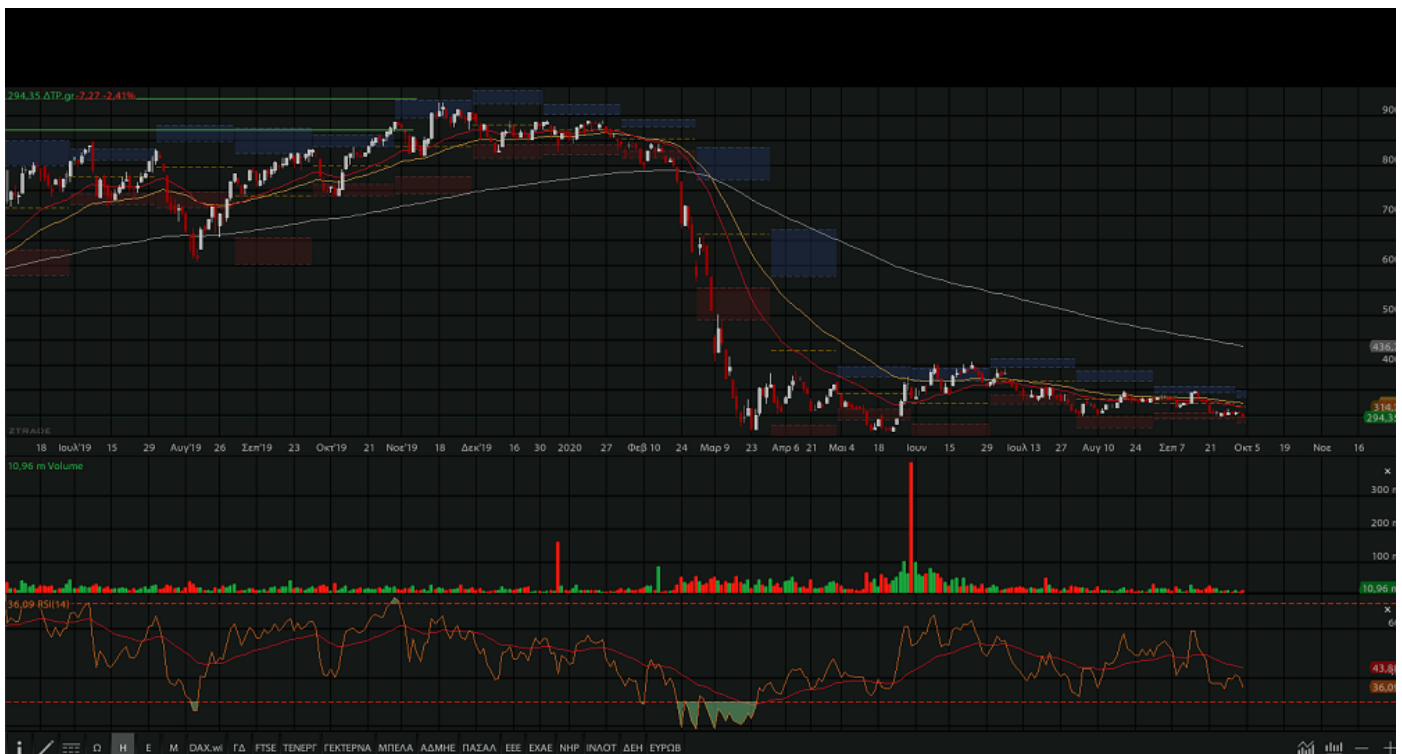 294,35 ΔΤΡ.gr -7,27 -2,41%
900
800
700
600
500
436,
400
314,
294,35
ZTRADE
18 Ιουλ'19 15 29 Αυγ'19 26 Σεπ'19 23 Οκτ'19 21 Νοε'19 18 Δεκ'19 16 30 2020 27 Φεβ 10 24 Μαρ 9 23 Απρ 6 21 Μαι 4 18 Ιουν 15 29 Ιουλ 13 27 Αυγ 10 24 Σεπ 7 21 Οκτ 5 19 Νοε 16
10,96 m Volume
300 m
200 m
100 m
10,96 m
36,09 RSI(14)
60
43,88
36,09
Ω Η Ε Μ DAX.wi ΓΔ FTSE ΤΕΝΕΡΓ ΓΕΚΤΕΡΝΑ ΜΠΕΛΑ ΑΔΜΗΕ ΠΑΣΑΛ ΕΕΕ ΕΧΑΕ ΝΗΡ ΙΝΛΟΤ ΔΕΗ ΕΥΡΩΒ